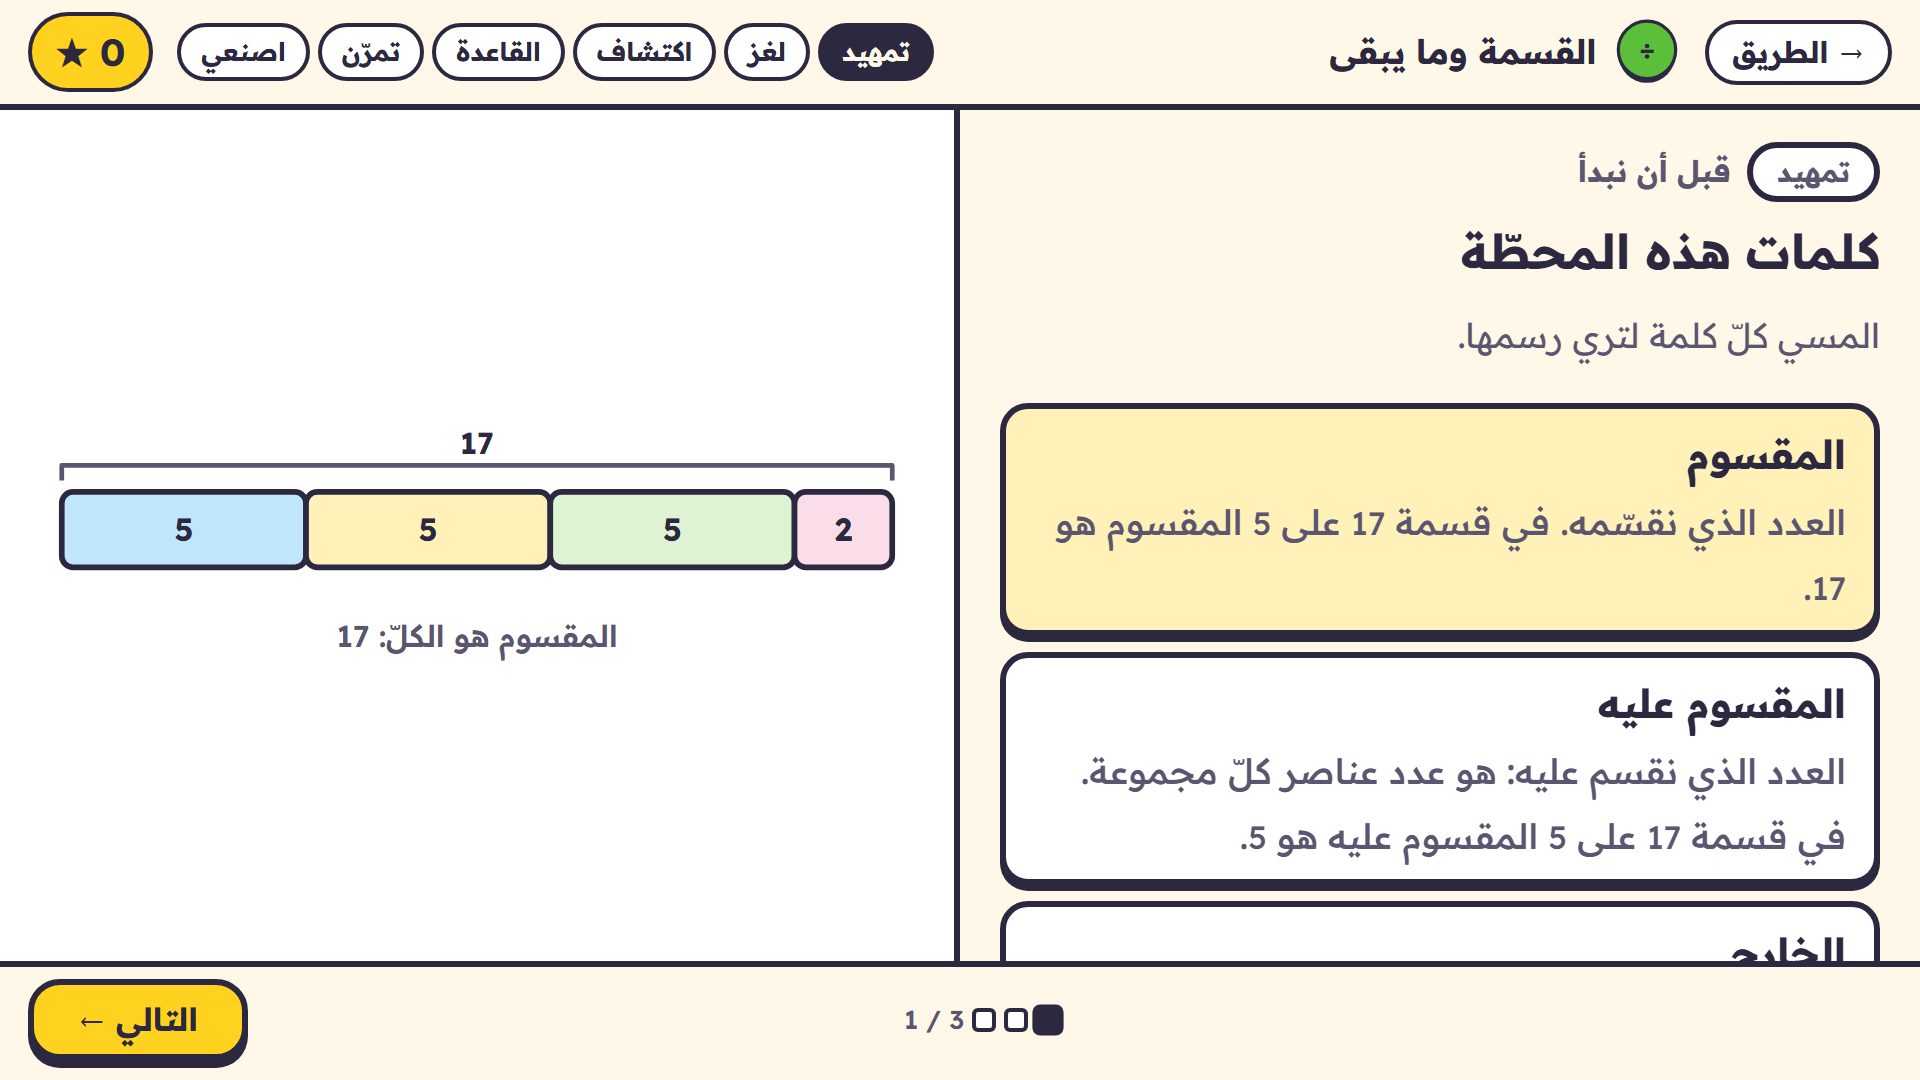 → الطريق
÷
القسمة وما يبقى
تمهيد
لغز
اكتشاف
القاعدة
تمرّن
اصنعي
★ 0
تمهيد
قبل أن نبدأ
كلمات هذه المحطّة
المسي كلّ كلمة لتري رسمها.
المقسوم
العدد الذي نقسّمه. في قسمة 17 على 5 المقسوم هو
17.
المقسوم عليه
العدد الذي نقسم عليه: هو عدد عناصر كلّ مجموعة.
في قسمة 17 على 5 المقسوم عليه هو 5.
الخارج
17
5
5
5
2
المقسوم هو الكلّ: 17
1 / 3
التالي ←